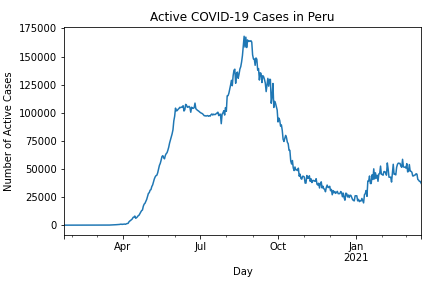 Active COVID-19 Cases in Peru
175000
150000
125000
100000
75000
50000
25000
0
Number of Active Cases
Apr
Jul
Oct
Jan
2021
Day